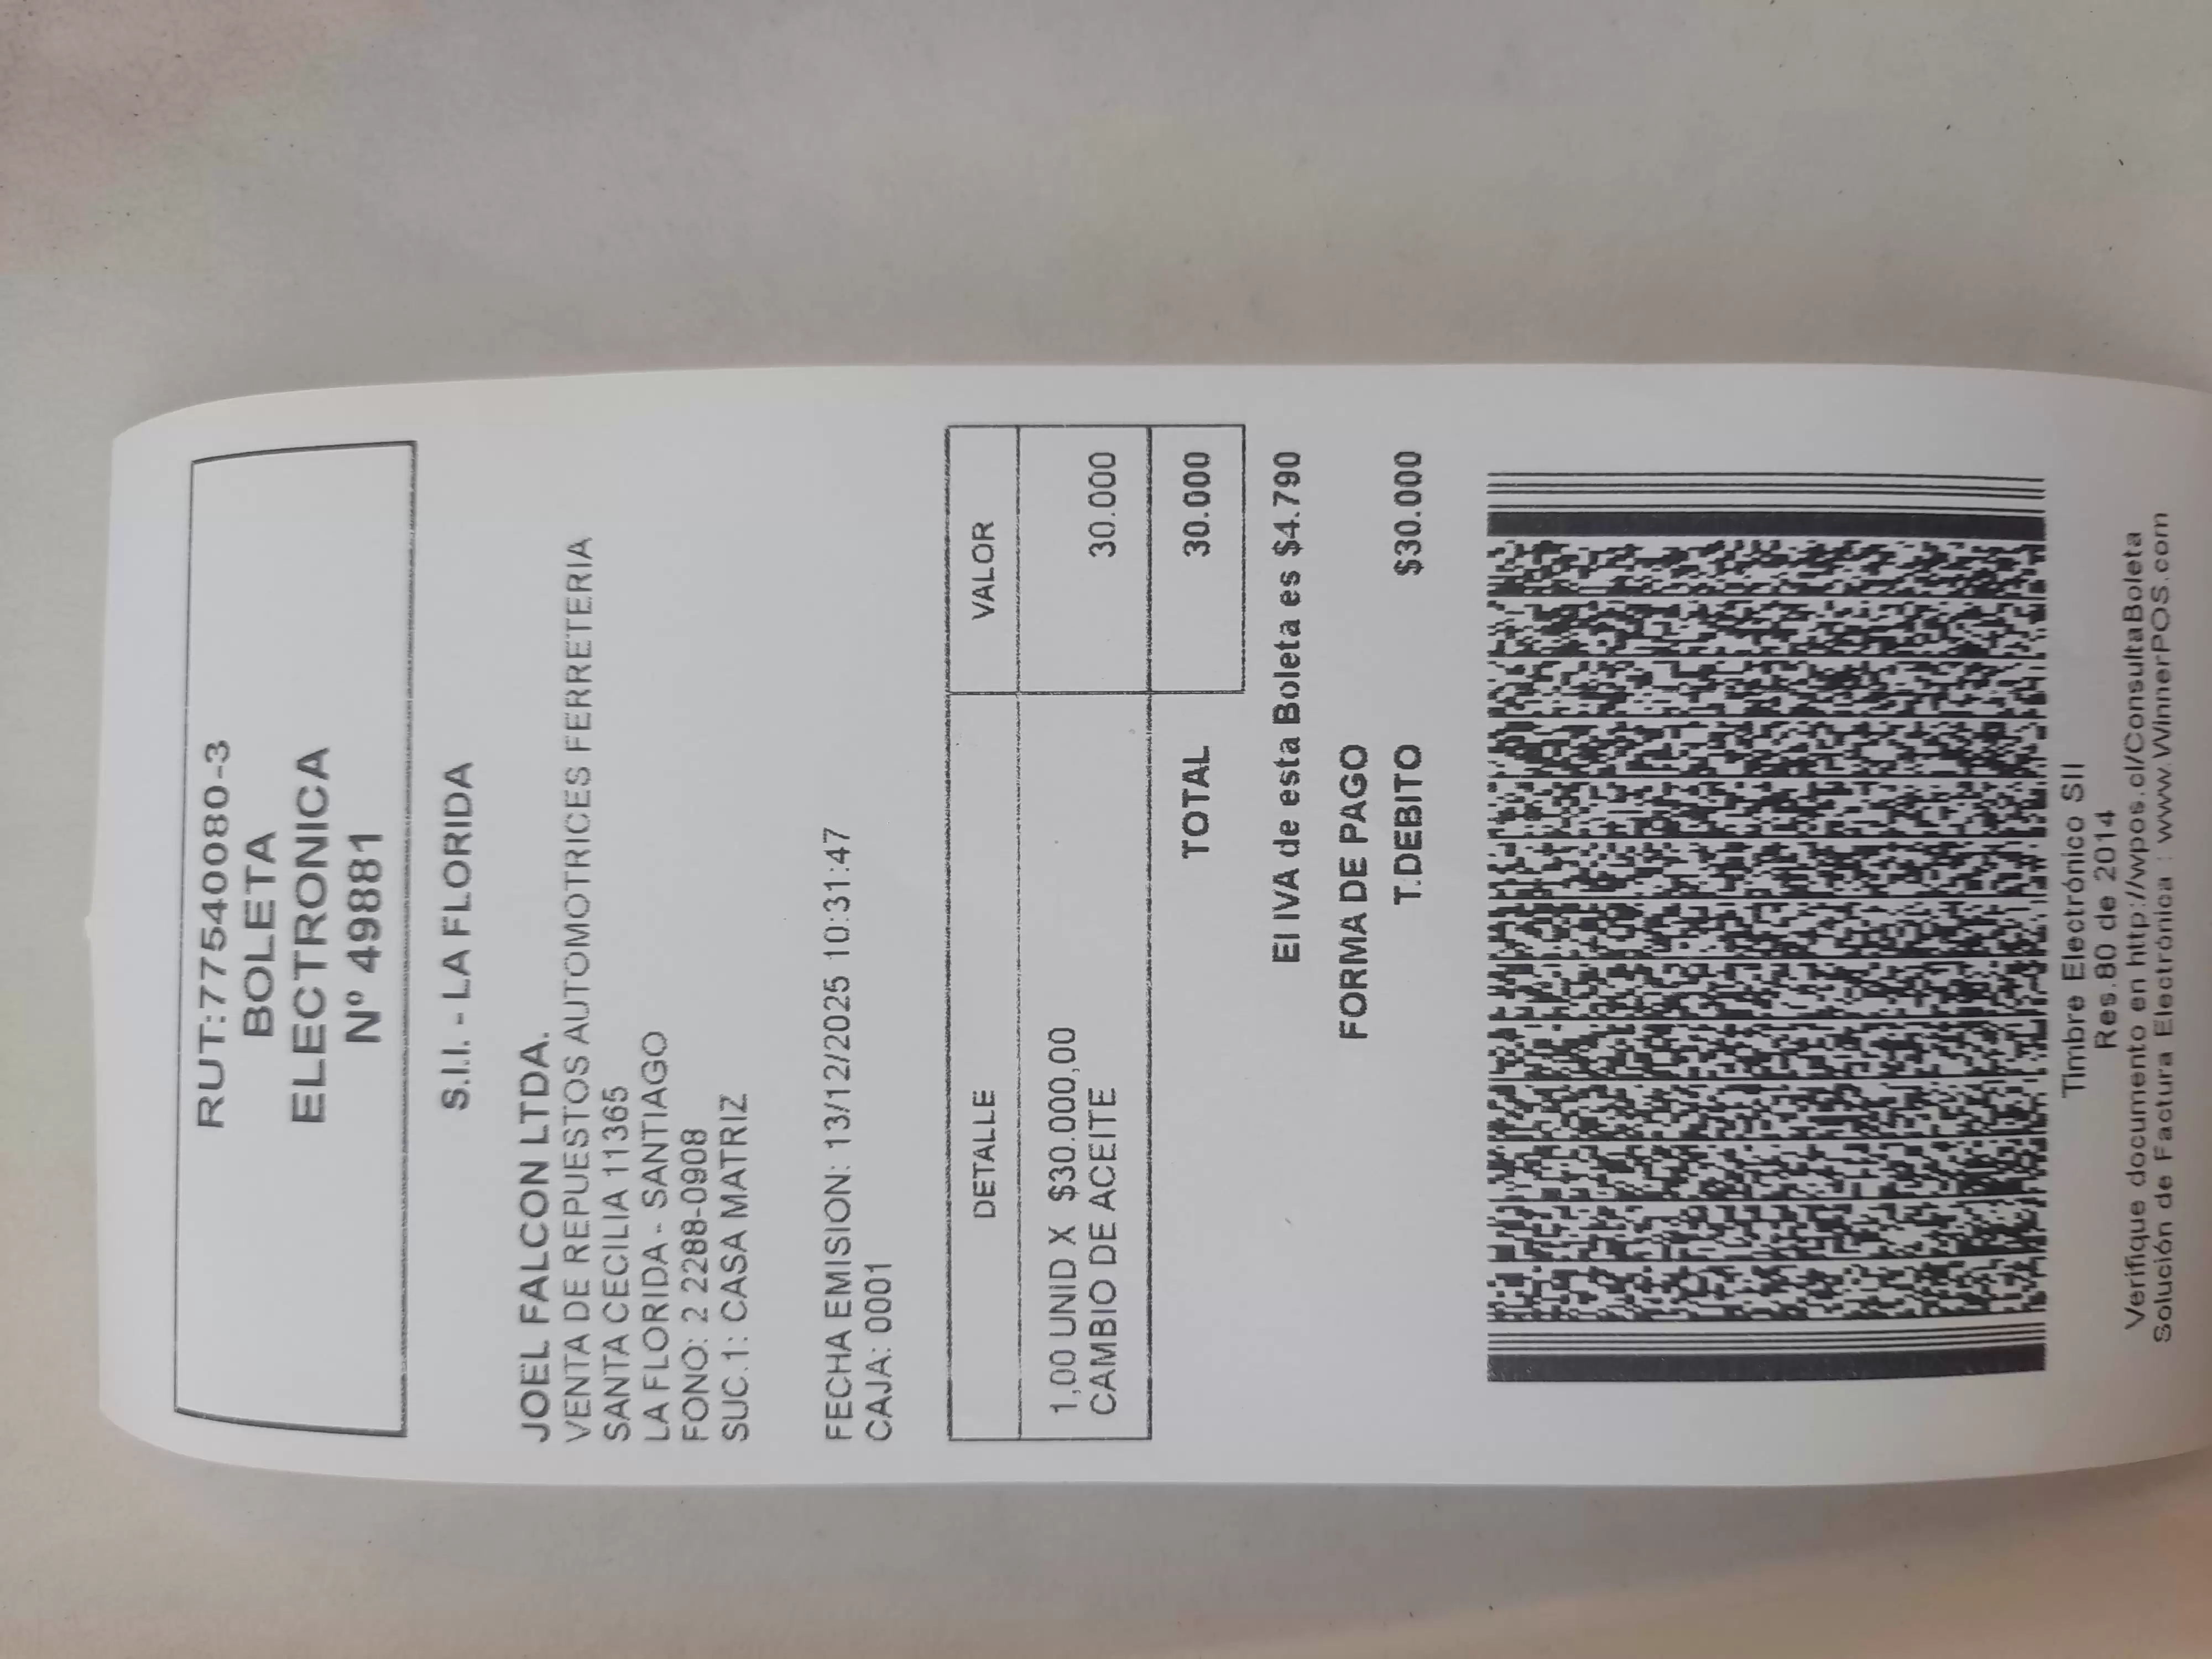 RUT:77540080-3
BOLETA
ELECTRONICA
Nº 49881
S.I.I. - LA FLORIDA
JOEL FALCON LTDA.
VENTA DE REPUESTOS AUTOMOTRICES FERRETERIA
SANTA CECILIA 11365
LA FLORIDA - SANTIAGO
FONO: 2 2288-0908
SUC.1: CASA MATRIZ
FECHA EMISION: 13/12/2025 10:31:47
CAJA: 0001
DETALLE VALOR
1,00 UNID X $30.000,00
CAMBIO DE ACEITE 30.000
TOTAL 30.000
El IVA de esta Boleta es $4.790
FORMA DE PAGO
T.DEBITO $30.000
Timbre Electrónico SII
Res.80 de 2014
Verifique documento en http://wpos.cl/ConsultaBoleta
Solución de Factura Electrónica : www.WinnerPOS.com